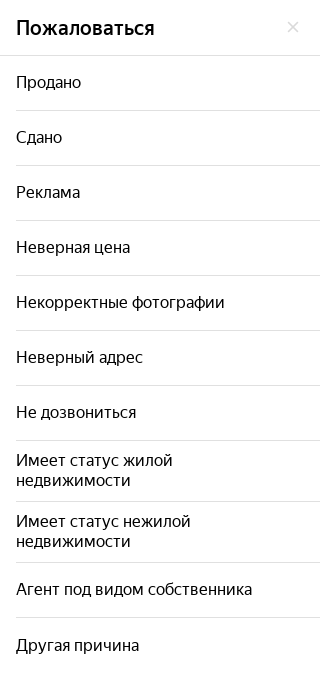 Пожаловаться
Продано
Сдано
Реклама
Неверная цена
Некорректные фотографии
Неверный адрес
Не дозвониться
Имеет статус жилой
недвижимости
Имеет статус нежилой
недвижимости
Агент под видом собственника
Другая причина